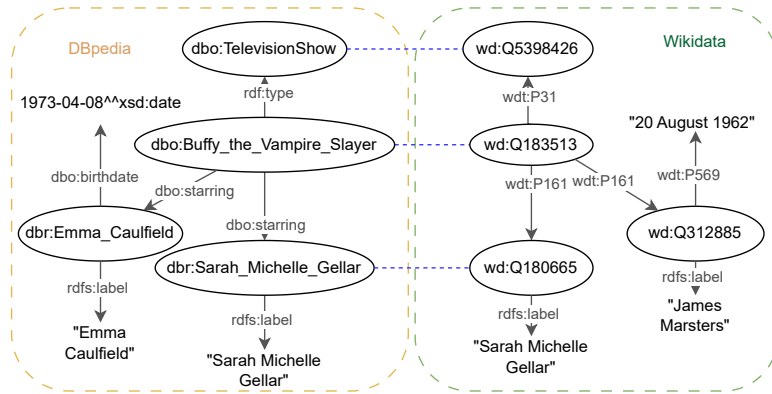 DBpedia
dbo:TelevisionShow
wd:Q5398426
Wikidata
rdf:type
wdt:P31
1973-04-08^^xsd:date
"20 August 1962"
dbo:Buffy_the_Vampire_Slayer
wd:Q183513
dbo:birthdate
dbo:starring
wdt:P161
wdt:P161
wdt:P569
dbo:starring
dbr:Emma_Caulfield
wd:Q312885
dbr:Sarah_Michelle_Gellar
wd:Q180665
rdfs:label
rdfs:label
"James
Marsters"
rdfs:label
rdfs:label
"Emma
Caulfield"
"Sarah Michelle
Gellar"
"Sarah Michelle
Gellar"